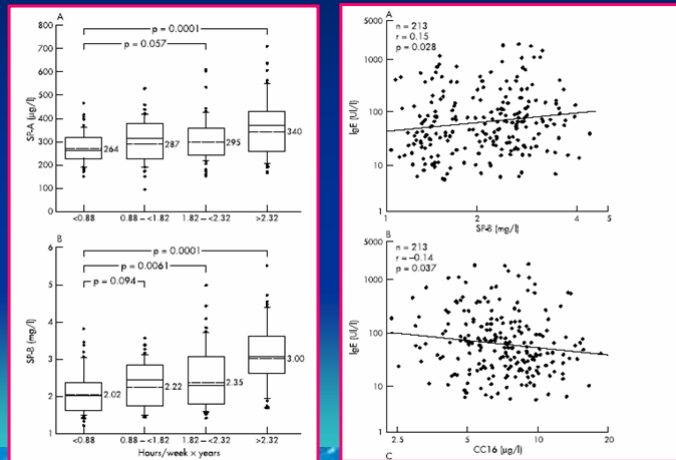 A
p = 0.0001
p = 0.057
800
700
600
500
400
300
200
100
0
SP-A (µg/l)
264
287
295
340
<0.88
0.88 – <1.82
1.82 – <2.32
>2.32
B
p = 0.0001
p = 0.0061
p = 0.094
6
5
4
3
2
1
SP-B (mg/l)
2.02
2.22
2.35
3.00
<0.88
0.88 – <1.82
1.82 – <2.32
>2.32
Hours/week × years
A
5000
n = 213
r = 0.15
p = 0.028
1000
100
10
1
IgE (UI/l)
1
2
4
5
SP-B (mg/l)
B
5000
n = 213
r = –0.14
p = 0.037
1000
100
10
1
IgE (UI/l)
2.5
5
10
20
CC16 (µg/l)
C